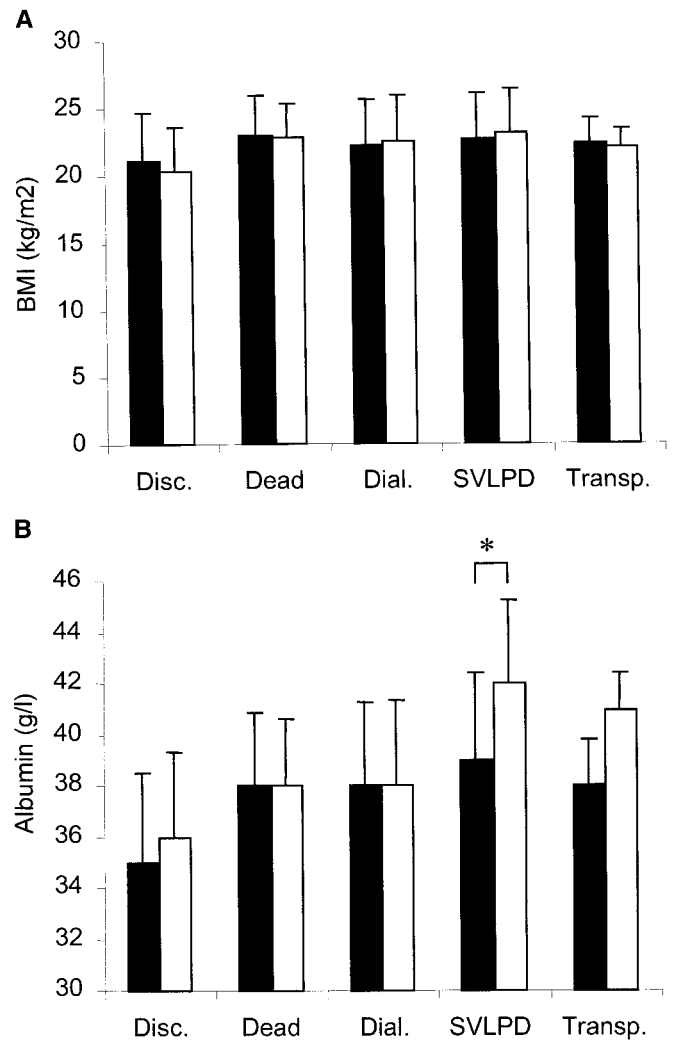 A
30
25
20
15
10
5
0
BMI (kg/m2)
Disc. Dead Dial. SVLPD Transp.
B
*
46
44
42
40
38
36
34
32
30
Albumin (g/l)
Disc. Dead Dial. SVLPD Transp.